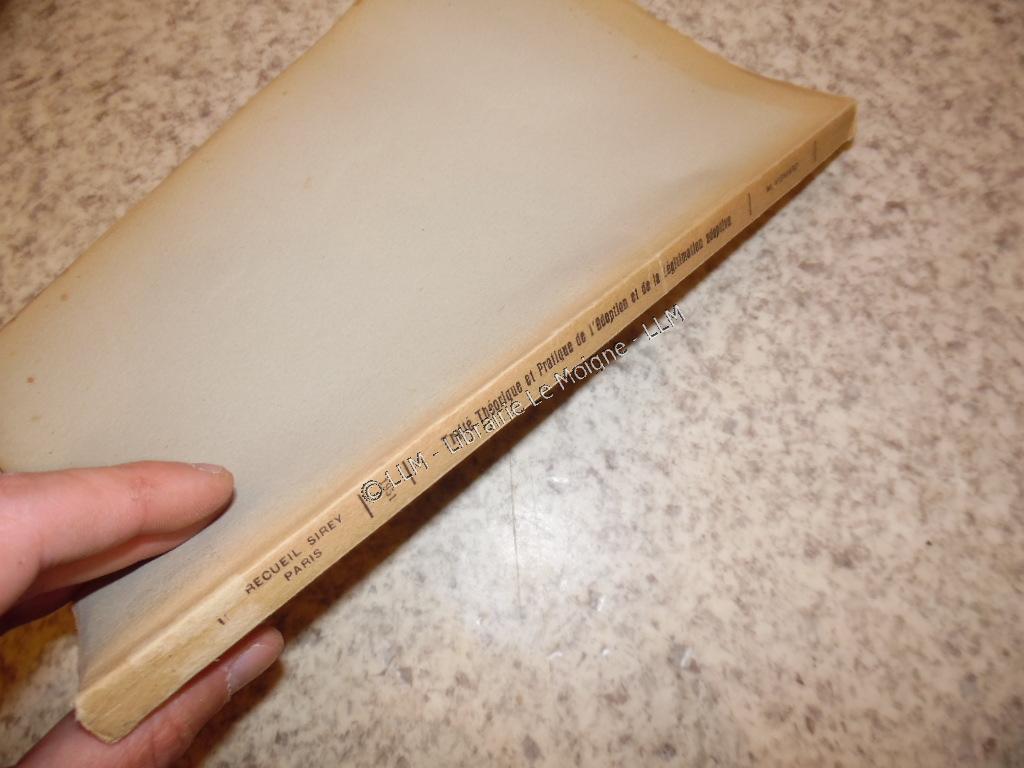 RECUEIL SIREY
PARIS
Traité Théorique et Pratique de l'Adoption et de la Légitimation adoptive
© LLM - Librairie Le Moigne - LLM